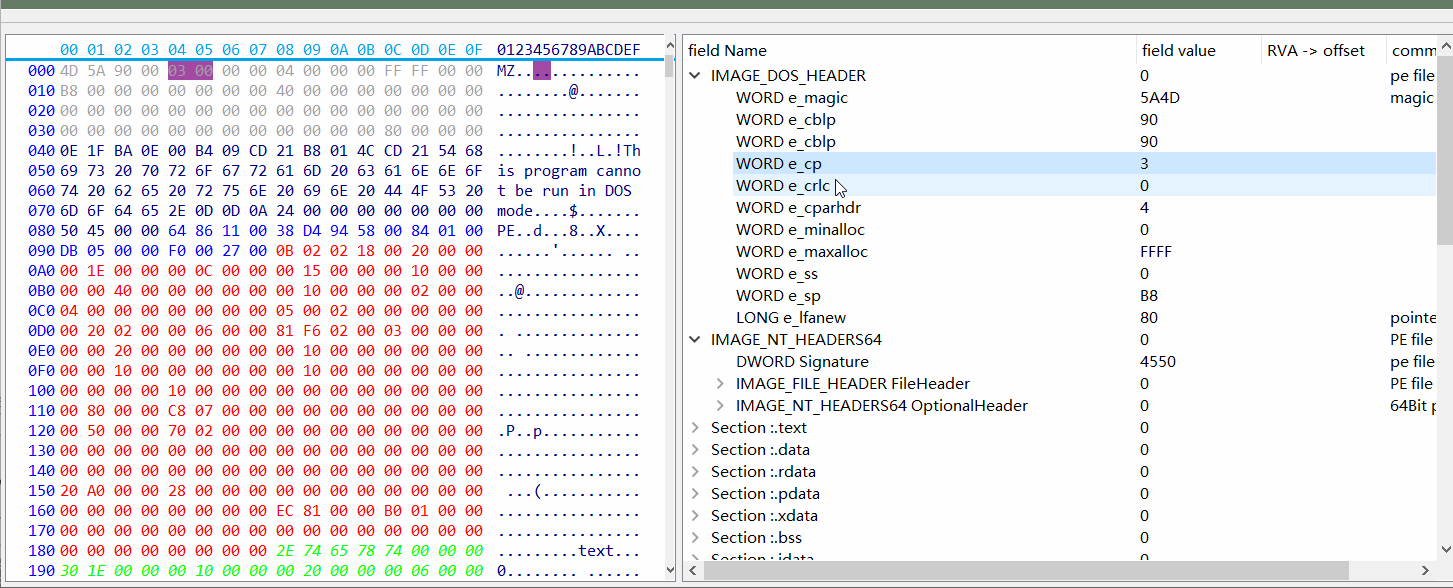 00 01 02 03 04 05 06 07 08 09 0A 0B 0C 0D 0E 0F 0123456789ABCDEF
000 4D 5A 90 00 03 00 00 00 04 00 00 00 FF FF 00 00 MZ..............
010 B8 00 00 00 00 00 00 00 40 00 00 00 00 00 00 00 ........@.......
020 00 00 00 00 00 00 00 00 00 00 00 00 00 00 00 00 ................
030 00 00 00 00 00 00 00 00 00 00 00 00 80 00 00 00 ................
040 0E 1F BA 0E 00 B4 09 CD 21 B8 01 4C CD 21 54 68 ........!..L.!Th
050 69 73 20 70 72 6F 67 72 61 6D 20 63 61 6E 6E 6F is program canno
060 74 20 62 65 20 72 75 6E 20 69 6E 20 44 4F 53 20 t be run in DOS
070 6D 6F 64 65 2E 0D 0D 0A 24 00 00 00 00 00 00 00 mode....$.......
080 50 45 00 00 64 86 11 00 38 D4 94 58 00 84 01 00 PE..d...8..X....
090 DB 05 00 00 F0 00 27 00 0B 02 02 18 00 20 00 00 ......'...... ..
0A0 00 1E 00 00 00 0C 00 00 00 15 00 00 00 10 00 00 ................
0B0 00 00 40 00 00 00 00 00 00 10 00 00 00 02 00 00 ..@.............
0C0 04 00 00 00 00 00 00 00 05 00 02 00 00 00 00 00 ................
0D0 00 20 02 00 00 06 00 00 81 F6 02 00 03 00 00 00 . ..............
0E0 00 00 20 00 00 00 00 00 00 10 00 00 00 00 00 00 .. .............
0F0 00 00 10 00 00 00 00 00 00 10 00 00 00 00 00 00 ................
100 00 00 00 00 10 00 00 00 00 00 00 00 00 00 00 00 ................
110 00 80 00 00 C8 07 00 00 00 00 00 00 00 00 00 00 ................
120 00 50 00 00 70 02 00 00 00 00 00 00 00 00 00 00 .P..p...........
130 00 00 00 00 00 00 00 00 00 00 00 00 00 00 00 00 ................
140 00 00 00 00 00 00 00 00 00 00 00 00 00 00 00 00 ................
150 20 A0 00 00 28 00 00 00 00 00 00 00 00 00 00 00 ...(...........
160 00 00 00 00 00 00 00 00 EC 81 00 00 B0 01 00 00 ................
170 00 00 00 00 00 00 00 00 00 00 00 00 00 00 00 00 ................
180 00 00 00 00 00 00 00 00 2E 74 65 78 74 00 00 00 .........text...
190 30 1E 00 00 00 10 00 00 00 20 00 00 00 06 00 00 0........ ......
field Name field value RVA -> offset comm
IMAGE_DOS_HEADER 0 pe file
WORD e_magic 5A4D magic
WORD e_cblp 90
WORD e_cblp 90
WORD e_cp 3
WORD e_crlc 0
WORD e_cparhdr 4
WORD e_minalloc 0
WORD e_maxalloc FFFF
WORD e_ss 0
WORD e_sp B8
LONG e_lfanew 80 pointe
IMAGE_NT_HEADERS64 0 PE file
DWORD Signature 4550 pe file
IMAGE_FILE_HEADER FileHeader 0 PE file
IMAGE_NT_HEADERS64 OptionalHeader 0 64Bit p
Section :.text 0
Section :.data 0
Section :.rdata 0
Section :.pdata 0
Section :.xdata 0
Section :.bss 0
Section :.idata 0